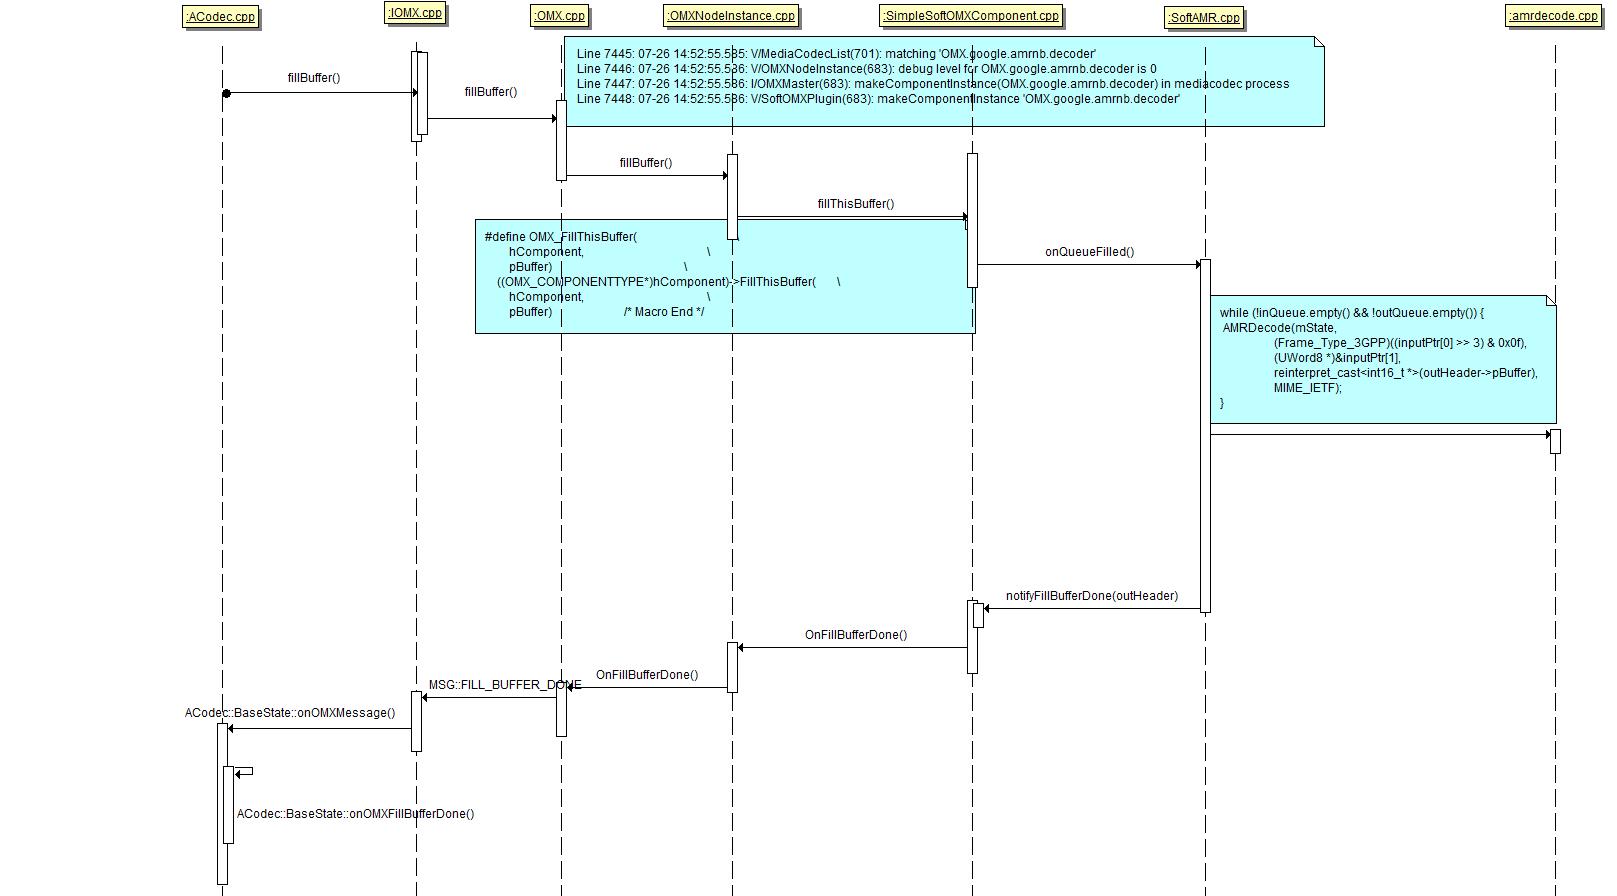 :ACodec.cpp
:IOMX.cpp
:OMX.cpp
:OMXNodeInstance.cpp
:SimpleSoftOMXComponent.cpp
:SoftAMR.cpp
:amrdecode.cpp
Line 7445: 07-26 14:52:55.535: V/MediaCodecList(701): matching 'OMX.google.amrnb.decoder'
Line 7446: 07-26 14:52:55.536: V/OMXNodeInstance(683): debug level for OMX.google.amrnb.decoder is 0
Line 7447: 07-26 14:52:55.536: I/OMXMaster(683): makeComponentInstance(OMX.google.amrnb.decoder) in mediacodec process
Line 7448: 07-26 14:52:55.536: V/SoftOMXPlugin(683): makeComponentInstance 'OMX.google.amrnb.decoder'
fillBuffer()
fillBuffer()
fillBuffer()
fillThisBuffer()
#define OMX_FillThisBuffer( \
hComponent, \
pBuffer) \
((OMX_COMPONENTTYPE*)hComponent)->FillThisBuffer( \
hComponent, \
pBuffer) /* Macro End */
onQueueFilled()
while (!inQueue.empty() && !outQueue.empty()) {
AMRDecode(mState,
(Frame_Type_3GPP)((inputPtr[0] >> 3) & 0x0f),
(UWord8 *)&inputPtr[1],
reinterpret_cast<int16_t *>(outHeader->pBuffer),
MIME_IETF);
}
notifyFillBufferDone(outHeader)
OnFillBufferDone()
OnFillBufferDone()
MSG::FILL_BUFFER_DONE
ACodec::BaseState::onOMXMessage()
ACodec::BaseState::onOMXFillBufferDone()